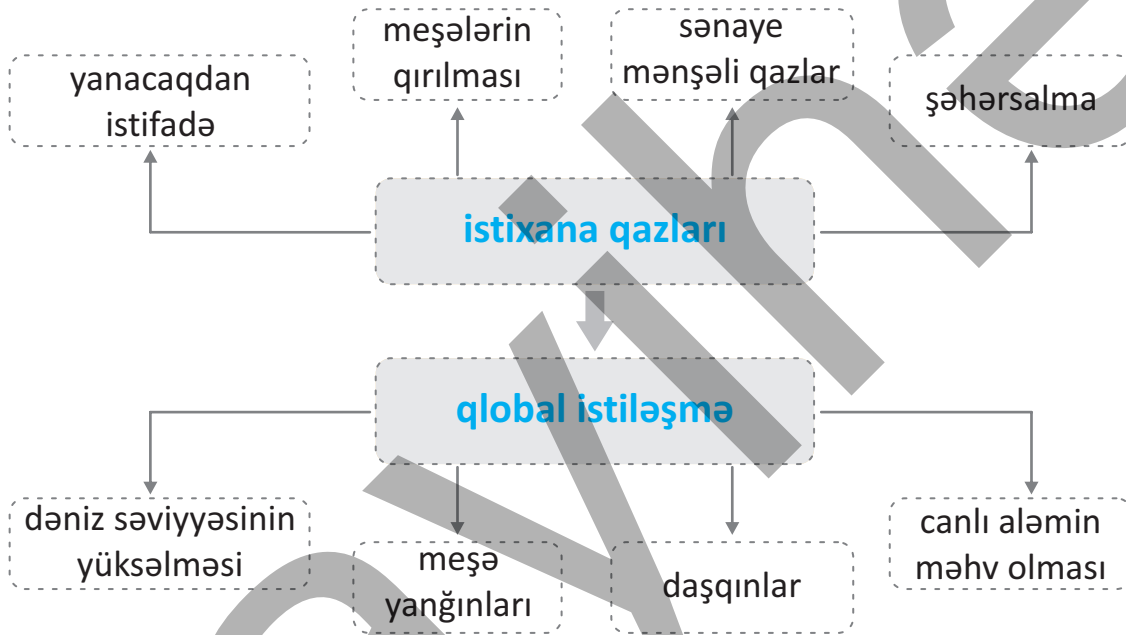 yanacaqdan
istifadə
meşələrin
qırılması
sənaye
mənşəli qazlar
şəhərsalma
istixana qazları
qlobal istiləşmə
dəniz səviyyəsinin
yüksəlməsi
meşə
yanğınları
daşqınlar
canlı aləmin
məhv olması